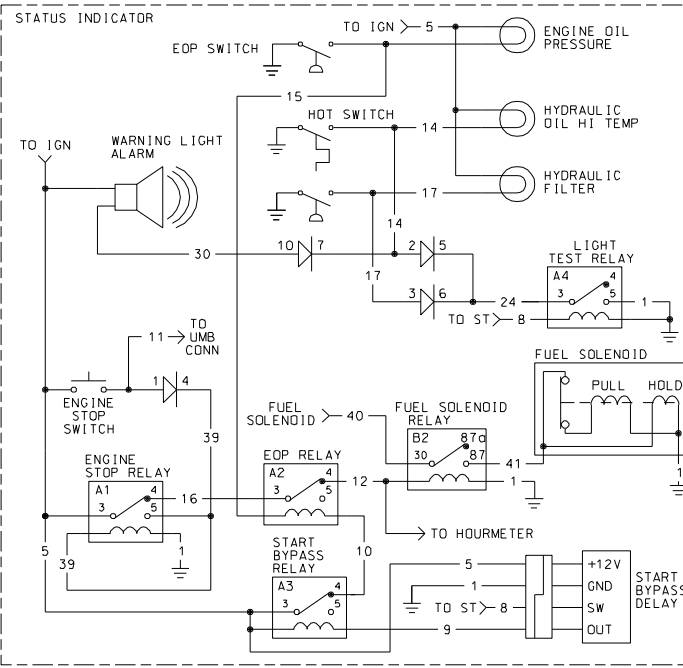 STATUS INDICATOR
TO IGN
5
ENGINE OIL
PRESSURE
EOP SWITCH
15
HOT SWITCH
14
HYDRAULIC
OIL HI TEMP
TO IGN
WARNING LIGHT
ALARM
17
HYDRAULIC
FILTER
14
30
10
7
2
5
17
3
6
24
LIGHT
TEST RELAY
A4
4
3
5
1
TO ST
8
11
TO
UMB
CONN
1
4
ENGINE
STOP
SWITCH
39
FUEL SOLENOID
PULL
HOLD
FUEL
SOLENOID
40
FUEL SOLENOID
RELAY
B2
87a
30
87
41
1
1
ENGINE
STOP RELAY
A1
4
3
5
16
1
EOP RELAY
A2
4
3
5
12
TO HOURMETER
5
39
10
START
BYPASS
RELAY
A3
4
3
5
5
1
TO ST
8
9
+12V
GND
SW
OUT
START
BYPASS
DELAY